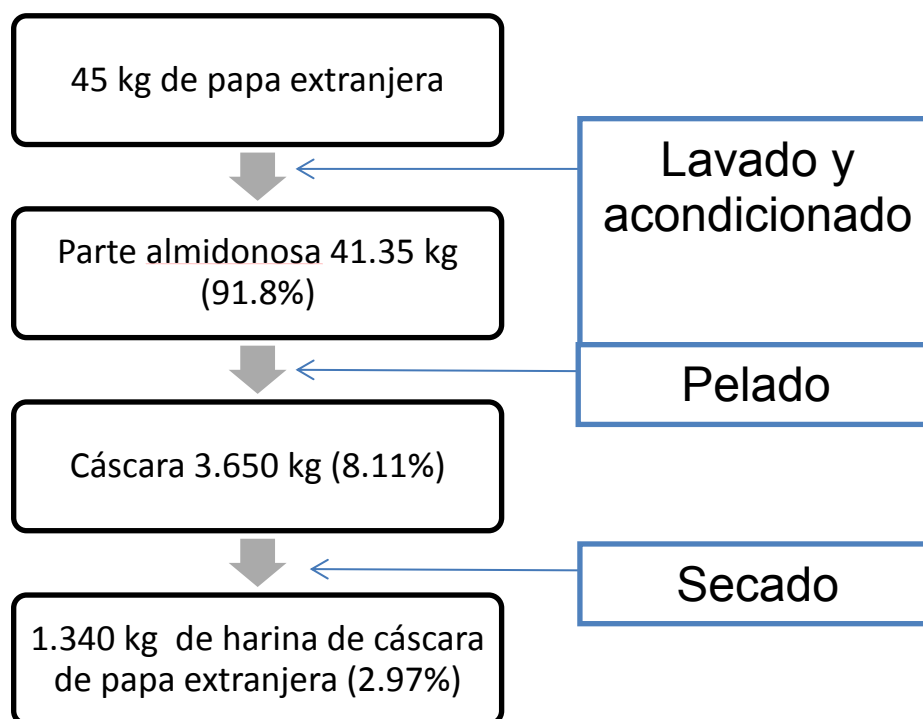 45 kg de papa extranjera
Lavado y
acondicionado
Parte almidonosa 41.35 kg
(91.8%)
Pelado
Cáscara 3.650 kg (8.11%)
Secado
1.340 kg  de harina de cáscara
de papa extranjera (2.97%)